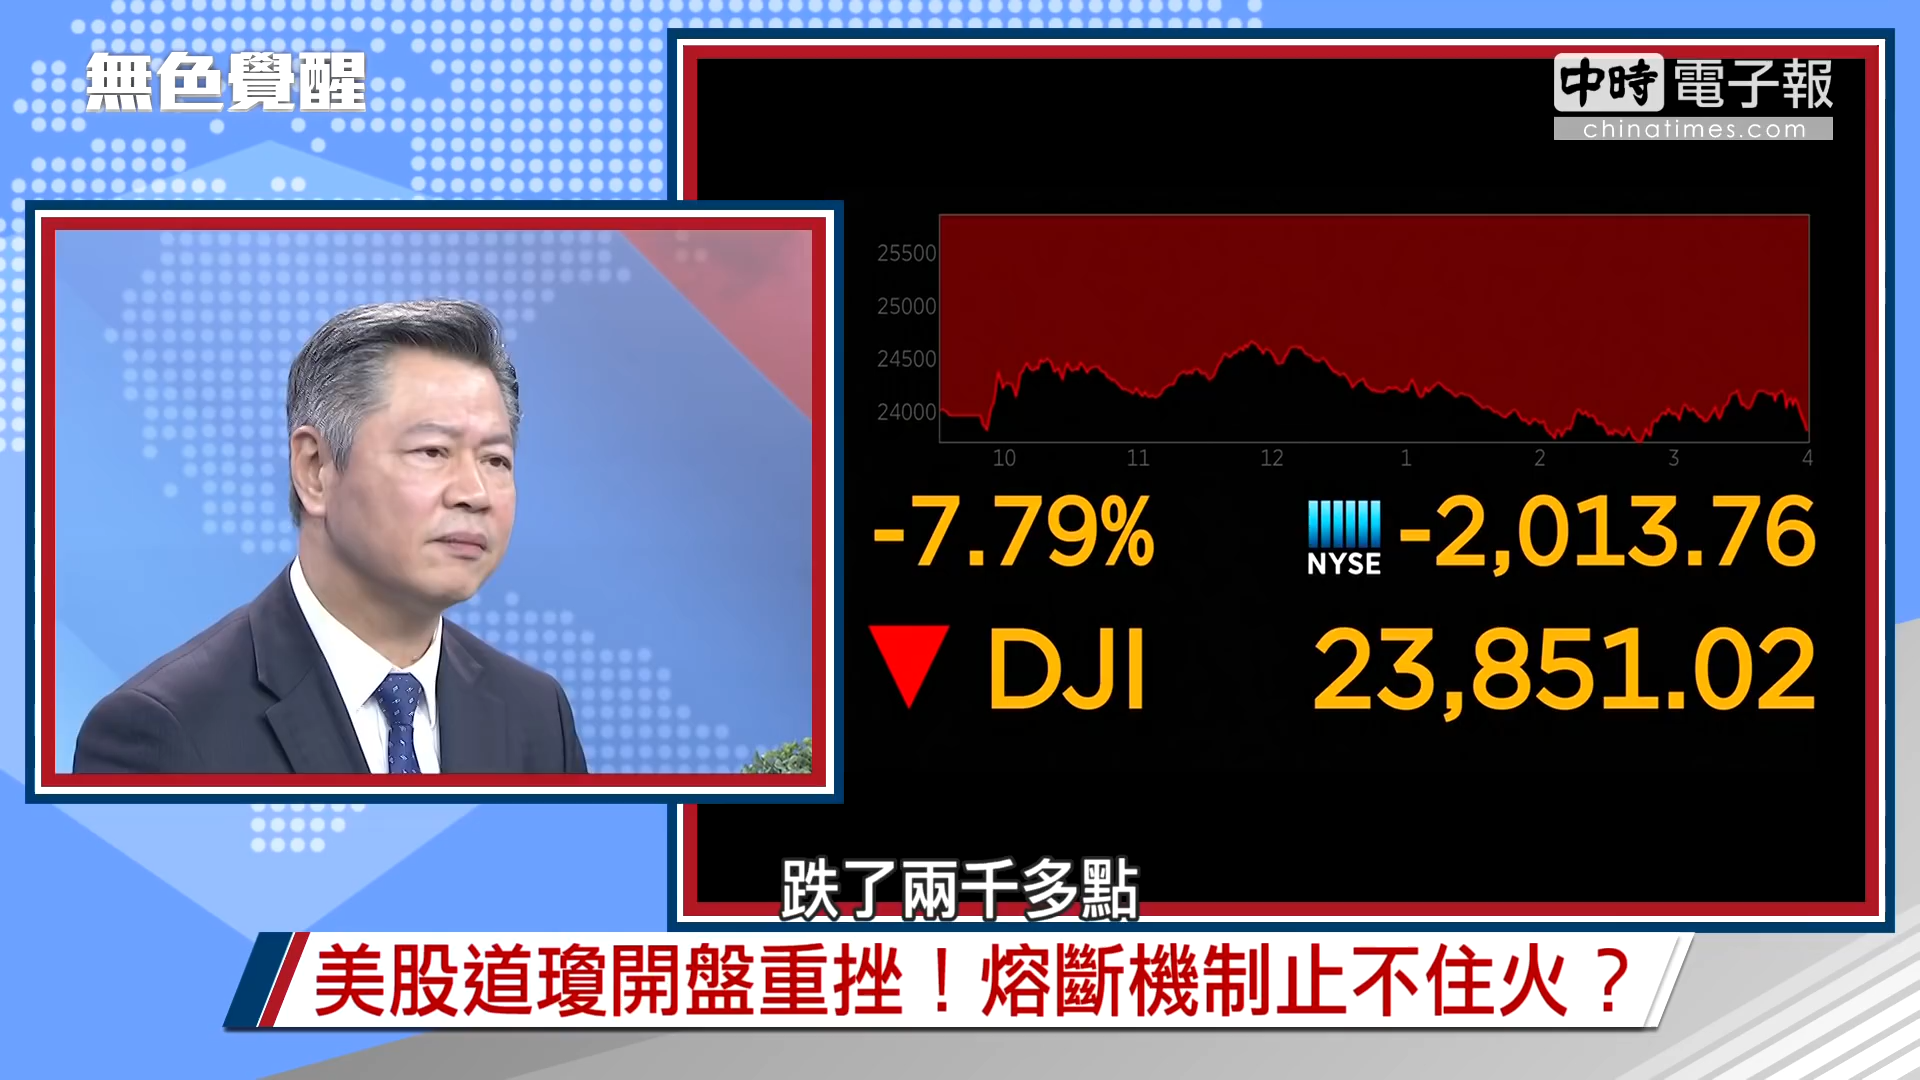 無色覺醒
中時電子報
chinatimes.com
25500
25000
24500
24000
10 11 12 1 2 3 4
-7.79% NYSE -2,013.76
DJI 23,851.02
跌了兩千多點
美股道瓊開盤重挫！熔斷機制止不住火？